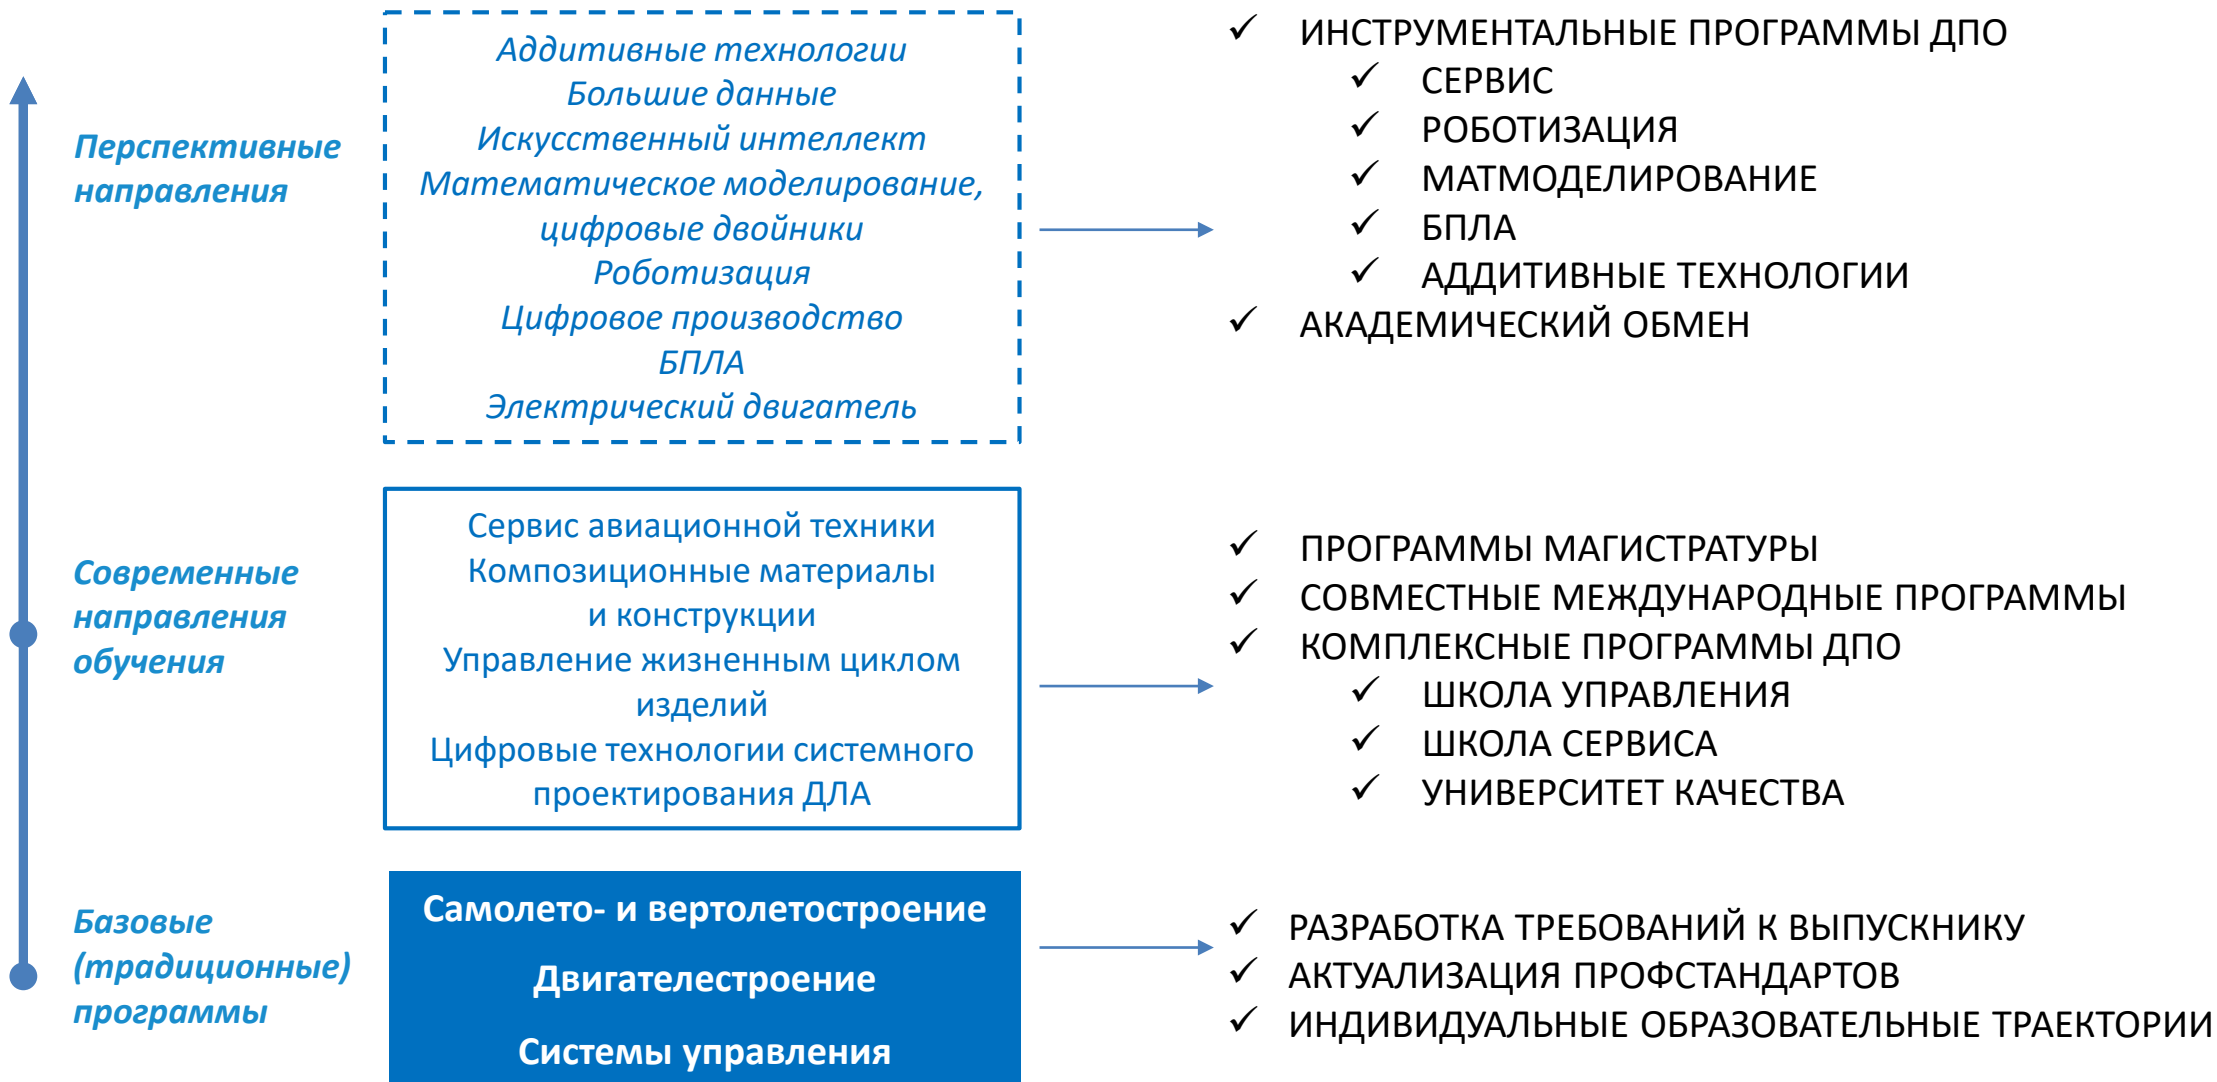 Перспективные
направления
Аддитивные технологии
Большие данные
Искусственный интеллект
Математическое моделирование,
цифровые двойники
Роботизация
Цифровое производство
БПЛА
Электрический двигатель
✓ ИНСТРУМЕНТАЛЬНЫЕ ПРОГРАММЫ ДПО
✓ СЕРВИС
✓ РОБОТИЗАЦИЯ
✓ МАТМОДЕЛИРОВАНИЕ
✓ БПЛА
✓ АДДИТИВНЫЕ ТЕХНОЛОГИИ
✓ АКАДЕМИЧЕСКИЙ ОБМЕН
Современные
направления
обучения
Сервис авиационной техники
Композиционные материалы
и конструкции
Управление жизненным циклом
изделий
Цифровые технологии системного
проектирования ДЛА
✓ ПРОГРАММЫ МАГИСТРАТУРЫ
✓ СОВМЕСТНЫЕ МЕЖДУНАРОДНЫЕ ПРОГРАММЫ
✓ КОМПЛЕКСНЫЕ ПРОГРАММЫ ДПО
✓ ШКОЛА УПРАВЛЕНИЯ
✓ ШКОЛА СЕРВИСА
✓ УНИВЕРСИТЕТ КАЧЕСТВА
Базовые
(традиционные)
программы
Самолето- и вертолетостроение
Двигателестроение
Системы управления
✓ РАЗРАБОТКА ТРЕБОВАНИЙ К ВЫПУСКНИКУ
✓ АКТУАЛИЗАЦИЯ ПРОФСТАНДАРТОВ
✓ ИНДИВИДУАЛЬНЫЕ ОБРАЗОВАТЕЛЬНЫЕ ТРАЕКТОРИИ